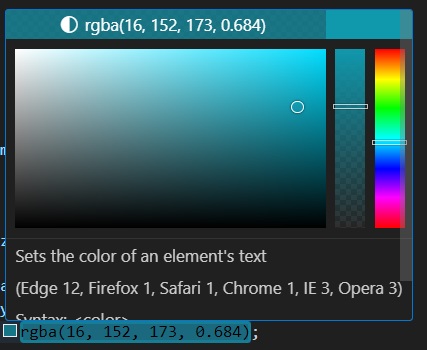 rgba(16, 152, 173, 0.684)
Sets the color of an element's text
(Edge 12, Firefox 1, Safari 1, Chrome 1, IE 3, Opera 3)
Syntax: <color>
rgba(16, 152, 173, 0.684);